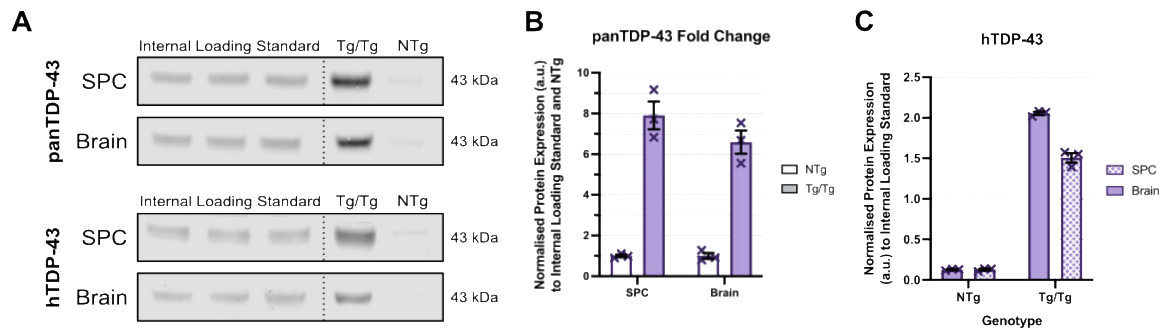 A
Internal Loading Standard Tg/Tg NTg
panTDP-43
SPC
43 kDa
Brain
43 kDa
Internal Loading Standard Tg/Tg NTg
hTDP-43
SPC
43 kDa
Brain
43 kDa
B
panTDP-43 Fold Change
Normalised Protein Expression (a.u.)
to Internal Loading Standard and NTg
10
8
6
4
2
0
SPC Brain
NTg
Tg/Tg
C
hTDP-43
Normalised Protein Expression
(a.u.) to Internal Loading Standard
2.5
2.0
1.5
1.0
0.5
0.0
NTg Tg/Tg
Genotype
SPC
Brain